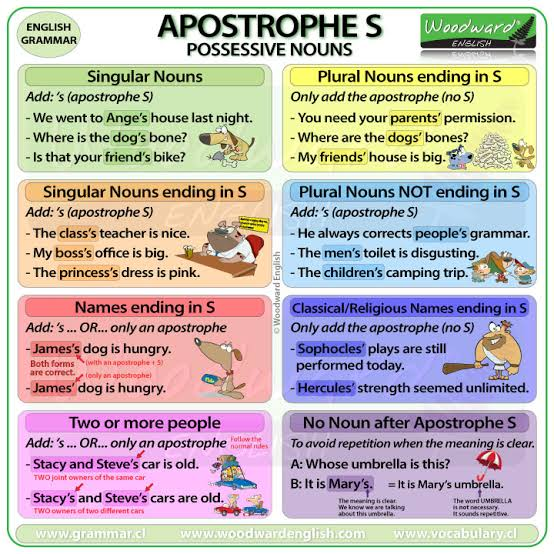 ENGLISH
GRAMMAR
APOSTROPHE S
POSSESSIVE NOUNS
Woodward®
ENGLISH
Singular Nouns
Add: 's (apostrophe S)
- We went to Ange's house last night.
- Where is the dog's bone?
- Is that your friend's bike?
Plural Nouns ending in S
Only add the apostrophe (no S)
- You need your parents' permission.
- Where are the dogs' bones?
- My friends' house is big.
Singular Nouns ending in S
Add: 's (apostrophe S)
- The class's teacher is nice.
- My boss's office is big.
- The princess's dress is pink.
Plural Nouns NOT ending in S
Add: 's (apostrophe S)
- He always corrects people's grammar.
- The men's toilet is disgusting.
- The children's camping trip.
© Woodward English
Names ending in S
Add: 's ... OR... only an apostrophe
- James's dog is hungry.
Both forms are correct.
(with an apostrophe + S)
(only an apostrophe)
- James' dog is hungry.
Classical/Religious Names ending in S
Only add the apostrophe (no S)
- Sophocles' plays are still
performed today.
- Hercules' strength seemed unlimited.
Two or more people
Add: 's ... OR... only an apostrophe
Follow the
normal rules
- Stacy and Steve's car is old.
TWO joint owners of the same car
- Stacy's and Steve's cars are old.
TWO owners of two different cars
No Noun after Apostrophe S
To avoid repetition when the meaning is clear.
A: Whose umbrella is this?
B: It is Mary's. = It is Mary's umbrella.
The meaning is clear.
We know we are talking
about this umbrella.
The word UMBRELLA
is not necessary.
It sounds repetitive.
www.grammar.cl
www.woodwardenglish.com
www.vocabulary.cl